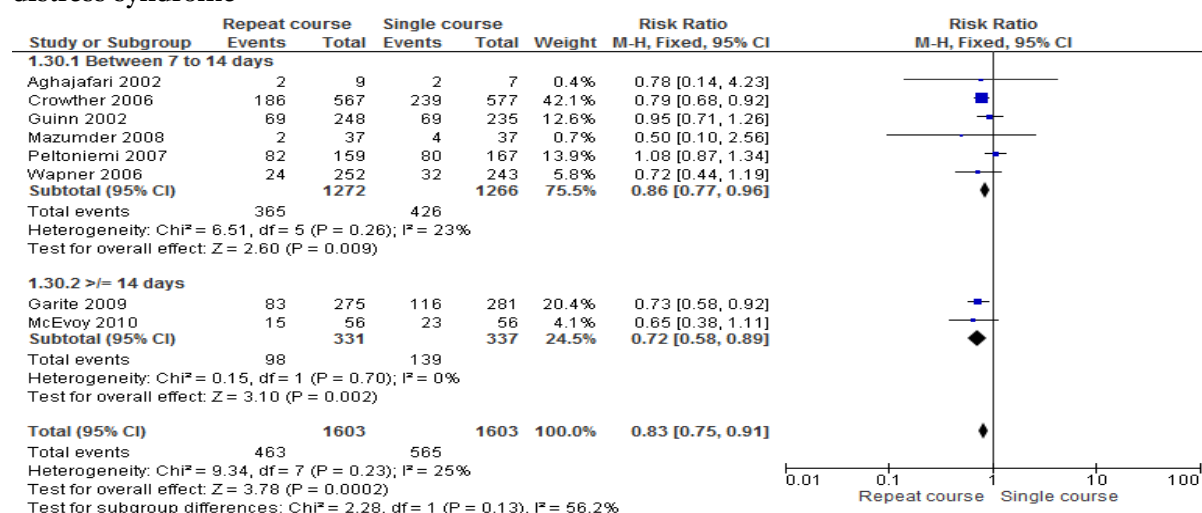 distress syndrome
Repeat course Single course Risk Ratio Risk Ratio
Study or Subgroup Events Total Events Total Weight M-H, Fixed, 95% CI M-H, Fixed, 95% CI
1.30.1 Between 7 to 14 days
Aghajafari 2002 2 9 2 7 0.4% 0.78 [0.14, 4.23]
Crowther 2006 186 567 239 577 42.1% 0.79 [0.68, 0.92]
Guinn 2002 69 248 69 235 12.6% 0.95 [0.71, 1.26]
Mazumder 2008 2 37 4 37 0.7% 0.50 [0.10, 2.56]
Peltoniemi 2007 82 159 80 167 13.9% 1.08 [0.87, 1.34]
Wapner 2006 24 252 32 243 5.8% 0.72 [0.44, 1.19]
Subtotal (95% CI) 1272 1266 75.5% 0.86 [0.77, 0.96]
Total events 365 426
Heterogeneity: Chi² = 6.51, df = 5 (P = 0.26); I² = 23%
Test for overall effect: Z = 2.60 (P = 0.009)
1.30.2 >/= 14 days
Garite 2009 83 275 116 281 20.4% 0.73 [0.58, 0.92]
McEvoy 2010 15 56 23 56 4.1% 0.65 [0.38, 1.11]
Subtotal (95% CI) 331 337 24.5% 0.72 [0.58, 0.89]
Total events 98 139
Heterogeneity: Chi² = 0.15, df = 1 (P = 0.70); I² = 0%
Test for overall effect: Z = 3.10 (P = 0.002)
Total (95% CI) 1603 1603 100.0% 0.83 [0.75, 0.91]
Total events 463 565
Heterogeneity: Chi² = 9.34, df = 7 (P = 0.23); I² = 25%
Test for overall effect: Z = 3.78 (P = 0.0002)
Test for subgroup differences: Chi² = 2.28, df = 1 (P = 0.13), I² = 56.2%
0.01 0.1 1 10 100
Repeat course Single course